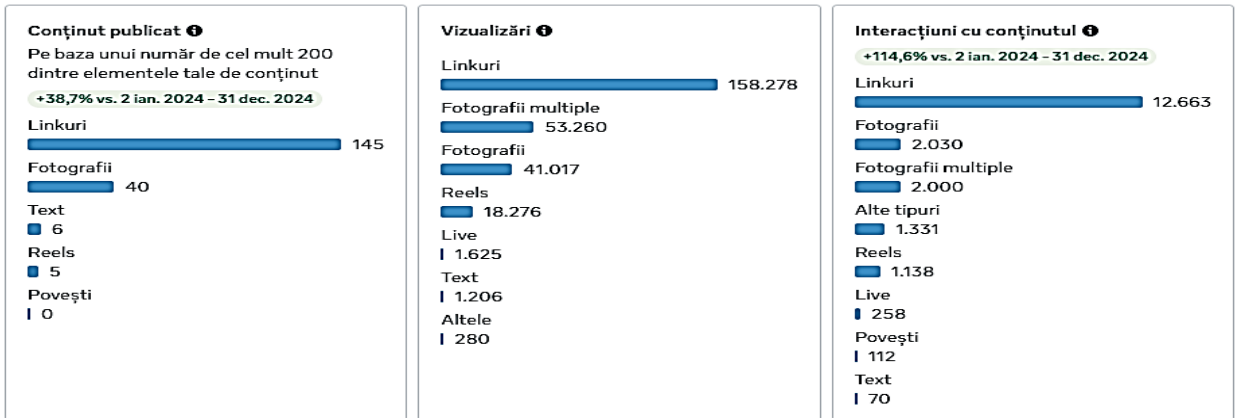 Conținut publicat
Pe baza unui număr de cel mult 200
dintre elementele tale de conținut
+38,7% vs. 2 ian. 2024 – 31 dec. 2024
Linkuri
145
Fotografii
40
Text
6
Reels
5
Povești
0
Vizualizări
Linkuri
158.278
Fotografii multiple
53.260
Fotografii
41.017
Reels
18.276
Live
1.625
Text
1.206
Altele
280
Interacțiuni cu conținutul
+114,6% vs. 2 ian. 2024 – 31 dec. 2024
Linkuri
12.663
Fotografii
2.030
Fotografii multiple
2.000
Alte tipuri
1.331
Reels
1.138
Live
258
Povești
112
Text
70